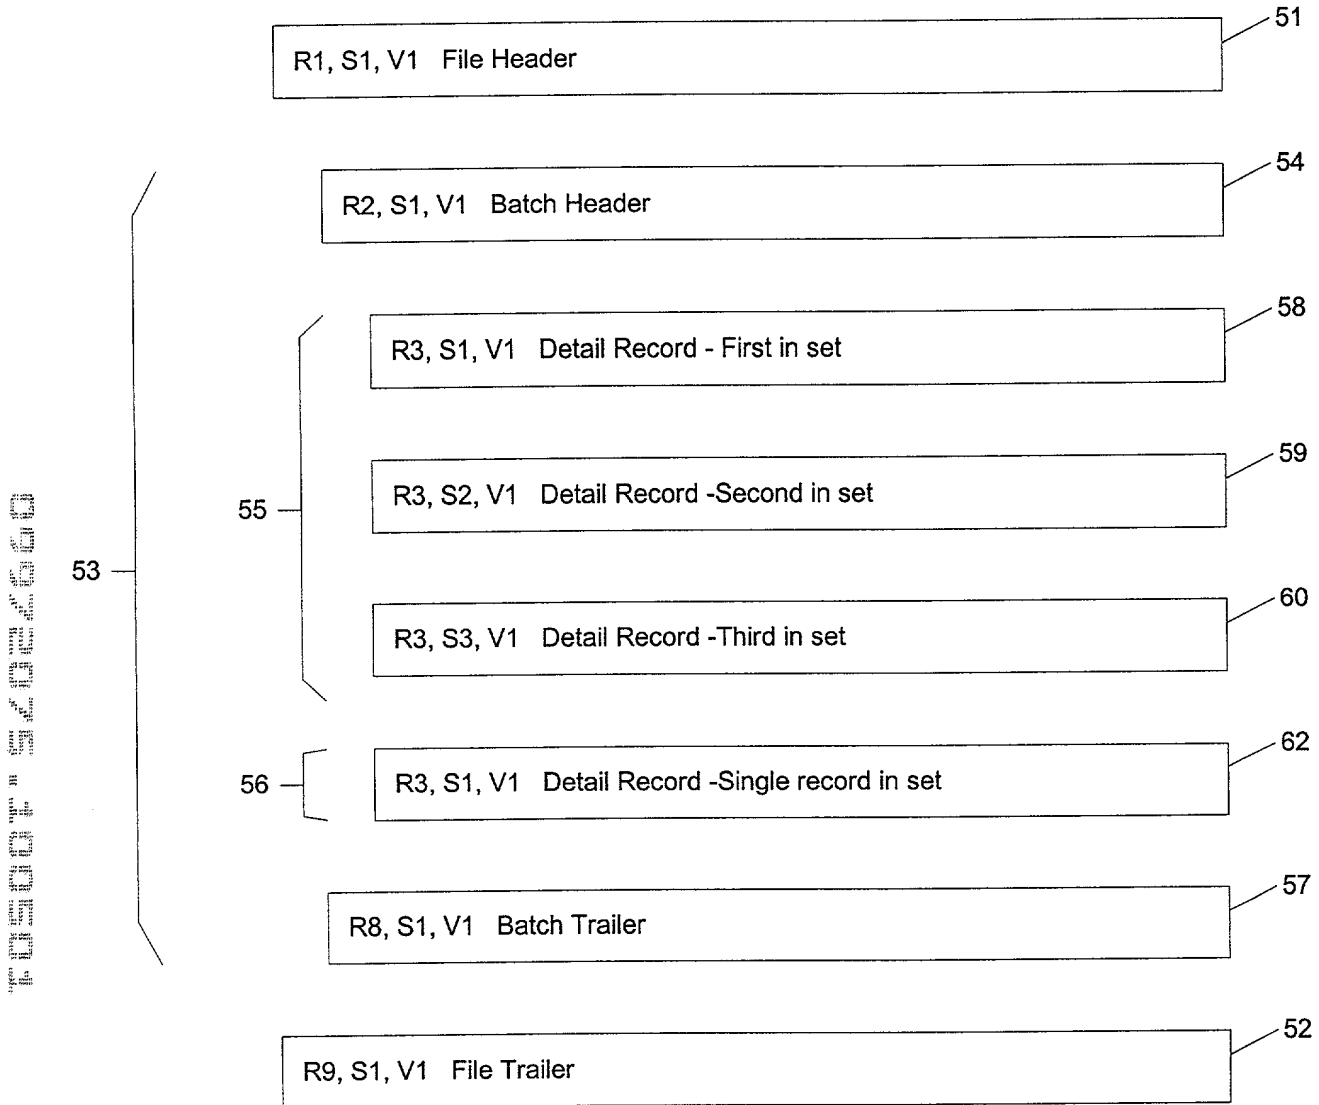 51
R1, S1, V1 File Header
54
R2, S1, V1 Batch Header
58
R3, S1, V1 Detail Record - First in set
59
R3, S2, V1 Detail Record -Second in set
55
53
60
R3, S3, V1 Detail Record -Third in set
62
R3, S1, V1 Detail Record -Single record in set
56
57
R8, S1, V1 Batch Trailer
52
R9, S1, V1 File Trailer